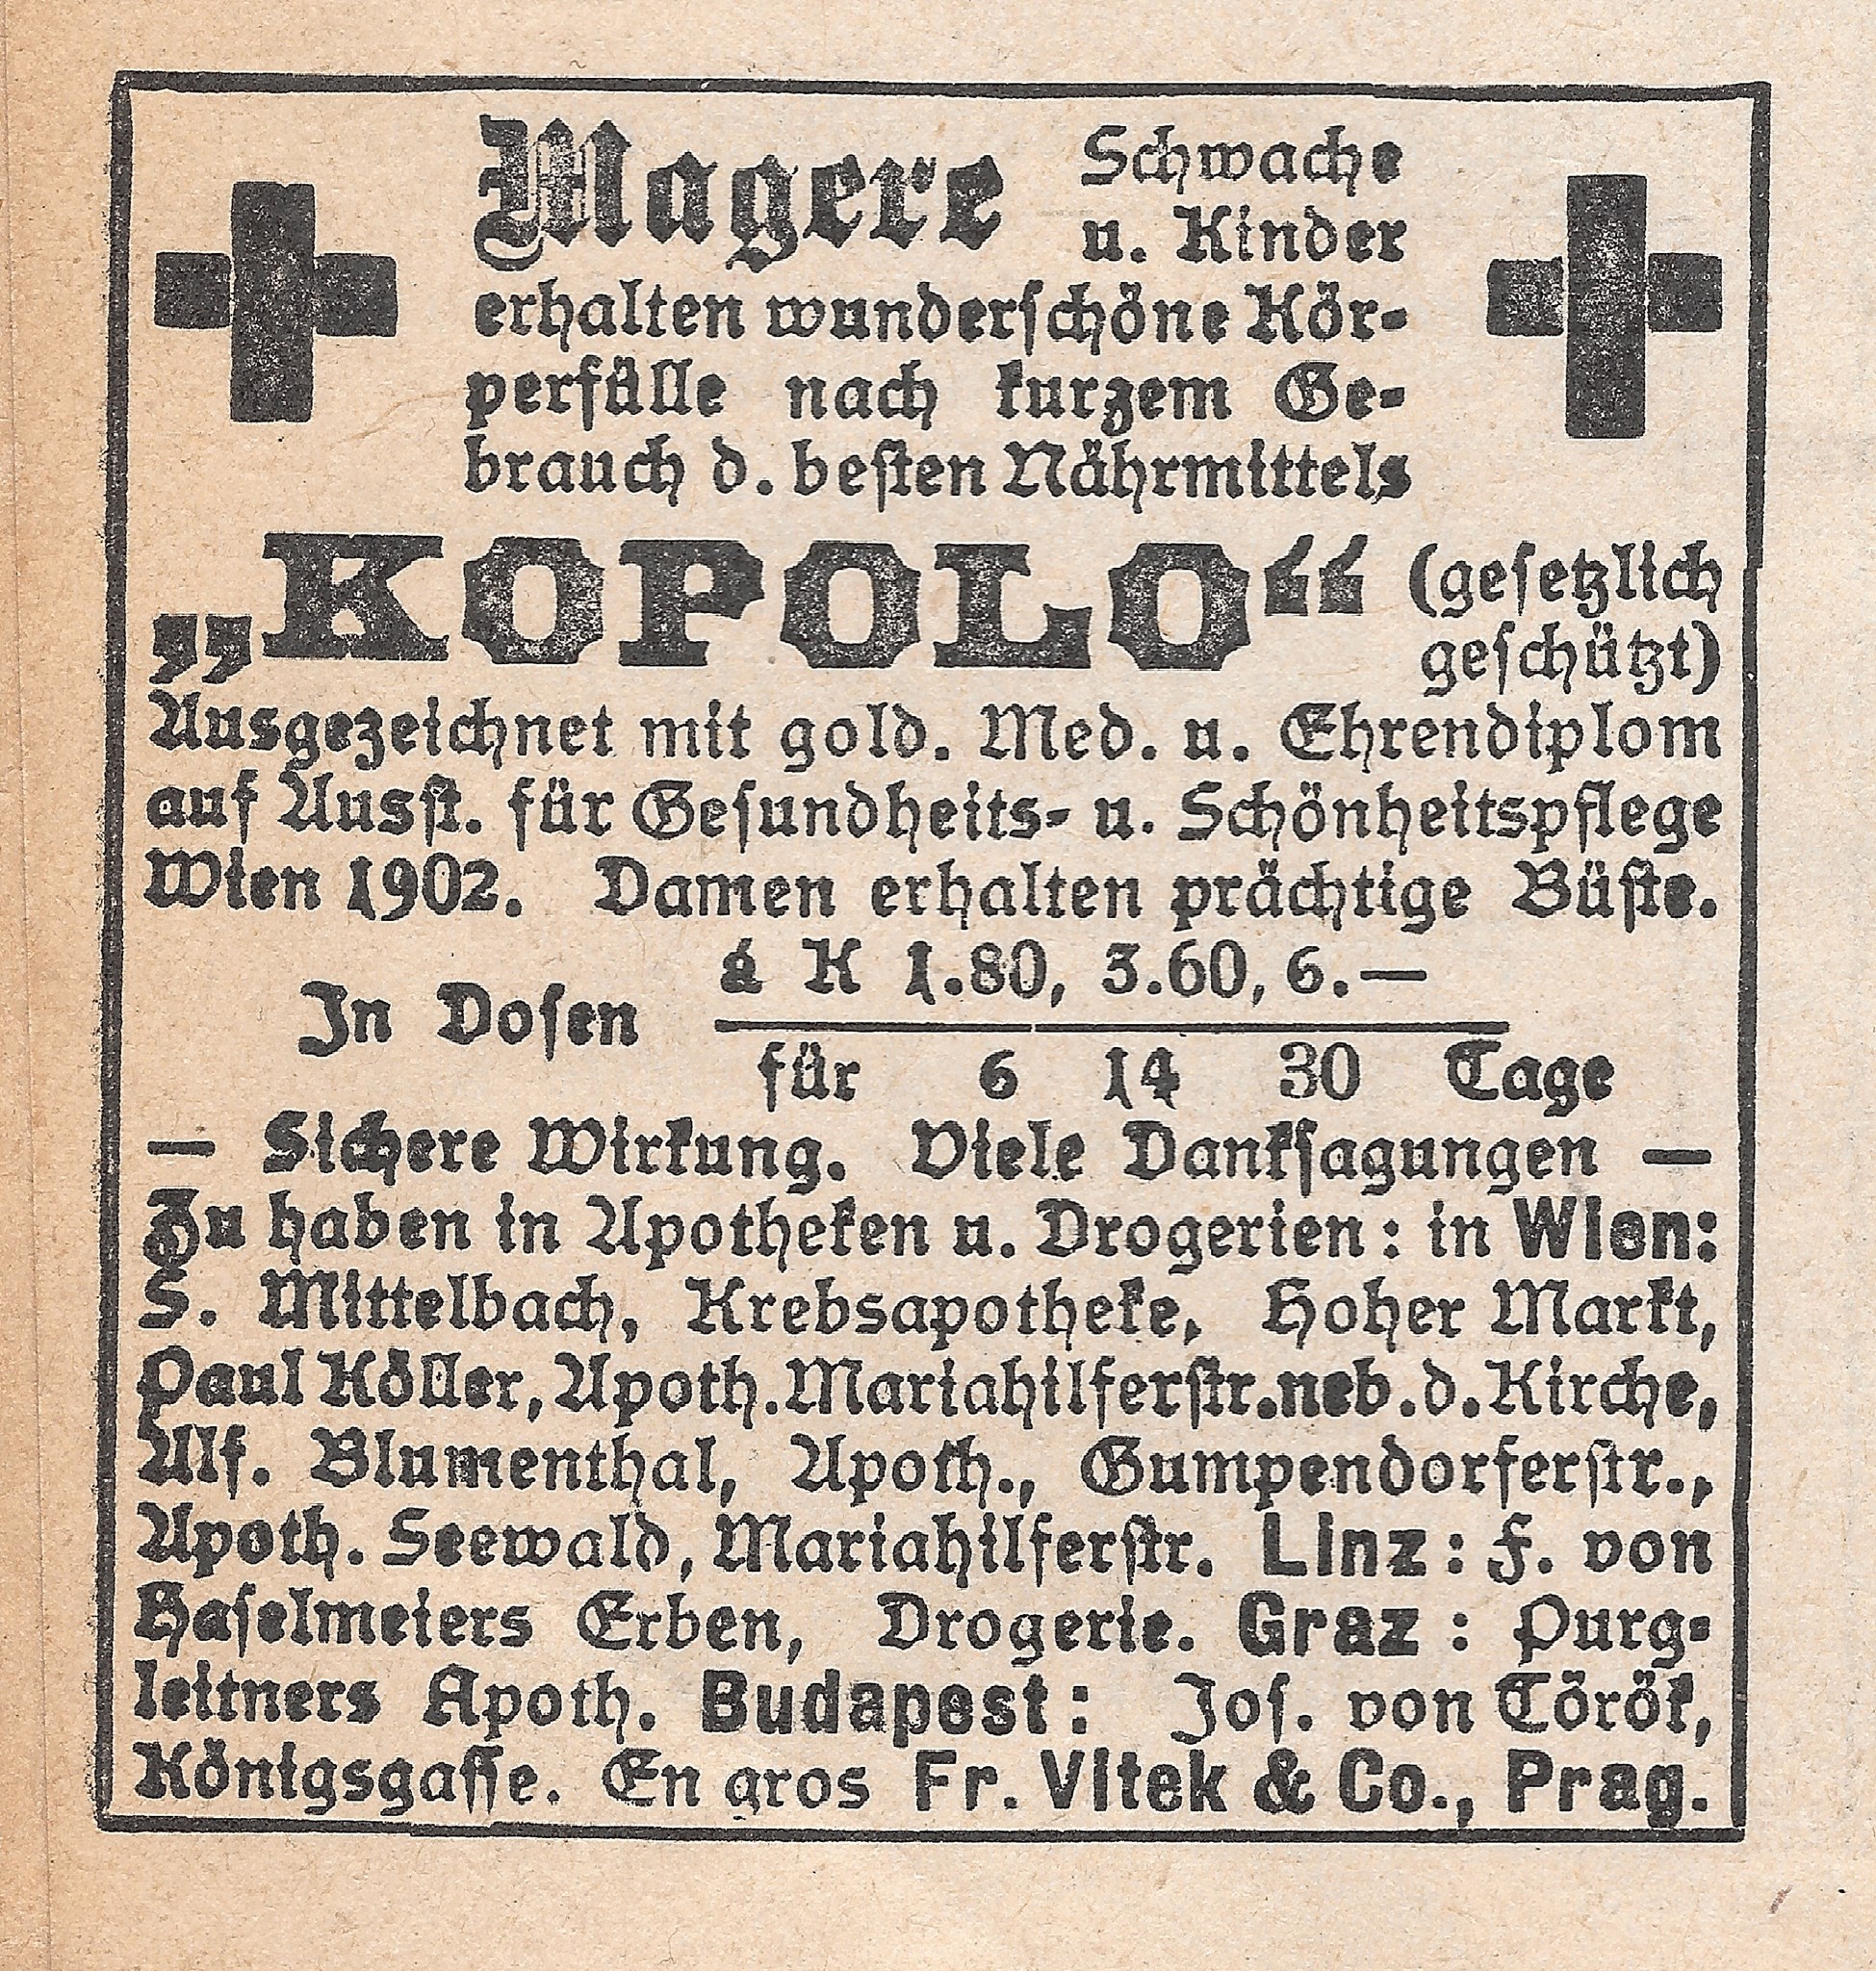 Magere Schwache
u. Kinder
erhalten wunderschöne Kör-
perfülle nach kurzem Ge-
brauch d. besten Nährmittels
„KOPOLO“ (gesetzlich
geschützt)
Ausgezeichnet mit gold. Med. u. Ehrendiplom
auf Ausst. für Gesundheits- u. Schönheitspflege
Wien 1902. Damen erhalten prächtige Büste.
In Dosen á K 1.80, 3.60, 6.—
für 6 14 30 Tage
— Sichere Wirkung. Viele Danksagungen —
Zu haben in Apotheken u. Drogerien : in Wien:
S. Mittelbach, Krebsapotheke, Hoher Markt,
Paul Köller, Apoth. Mariahilferstr. neb. d. Kirche,
Alf. Blumenthal, Apoth., Gumpendorferstr.,
Apoth. Seewald, Mariahilferstr. Linz : F. von
Haselmeiers Erben, Drogerie. Graz : Purg-
leitners Apoth. Budapest : Jos. von Török,
Königsgasse. En gros Fr. Vitek & Co., Prag.